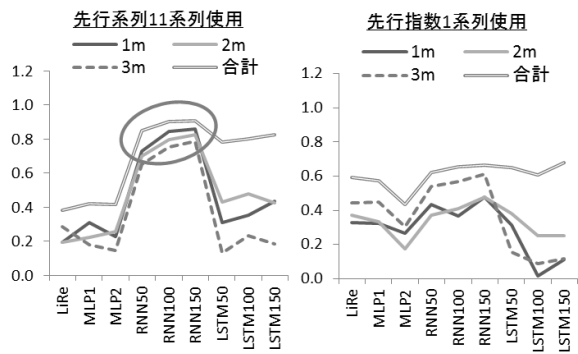 先行系列11系列使用
1m 2m
3m 合計
1.2
1.0
0.8
0.6
0.4
0.2
0.0
LiRe
MLP1
MLP2
RNN50
RNN100
RNN150
LSTM50
LSTM100
LSTM150
先行指数1系列使用
1m 2m
3m 合計
1.2
1.0
0.8
0.6
0.4
0.2
0.0
LiRe
MLP1
MLP2
RNN50
RNN100
RNN150
LSTM50
LSTM100
LSTM150